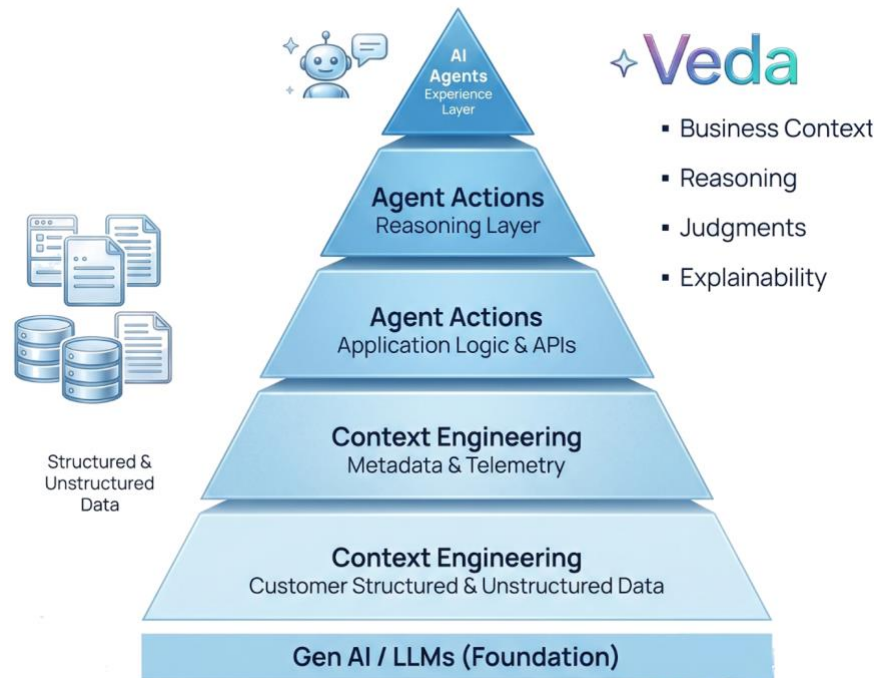 AI
Agents
Experience
Layer
Veda
▪ Business Context
▪ Reasoning
▪ Judgments
▪ Explainability
Agent Actions
Reasoning Layer
Agent Actions
Application Logic & APIs
Context Engineering
Metadata & Telemetry
Structured &
Unstructured
Data
Context Engineering
Customer Structured & Unstructured Data
Gen AI / LLMs (Foundation)